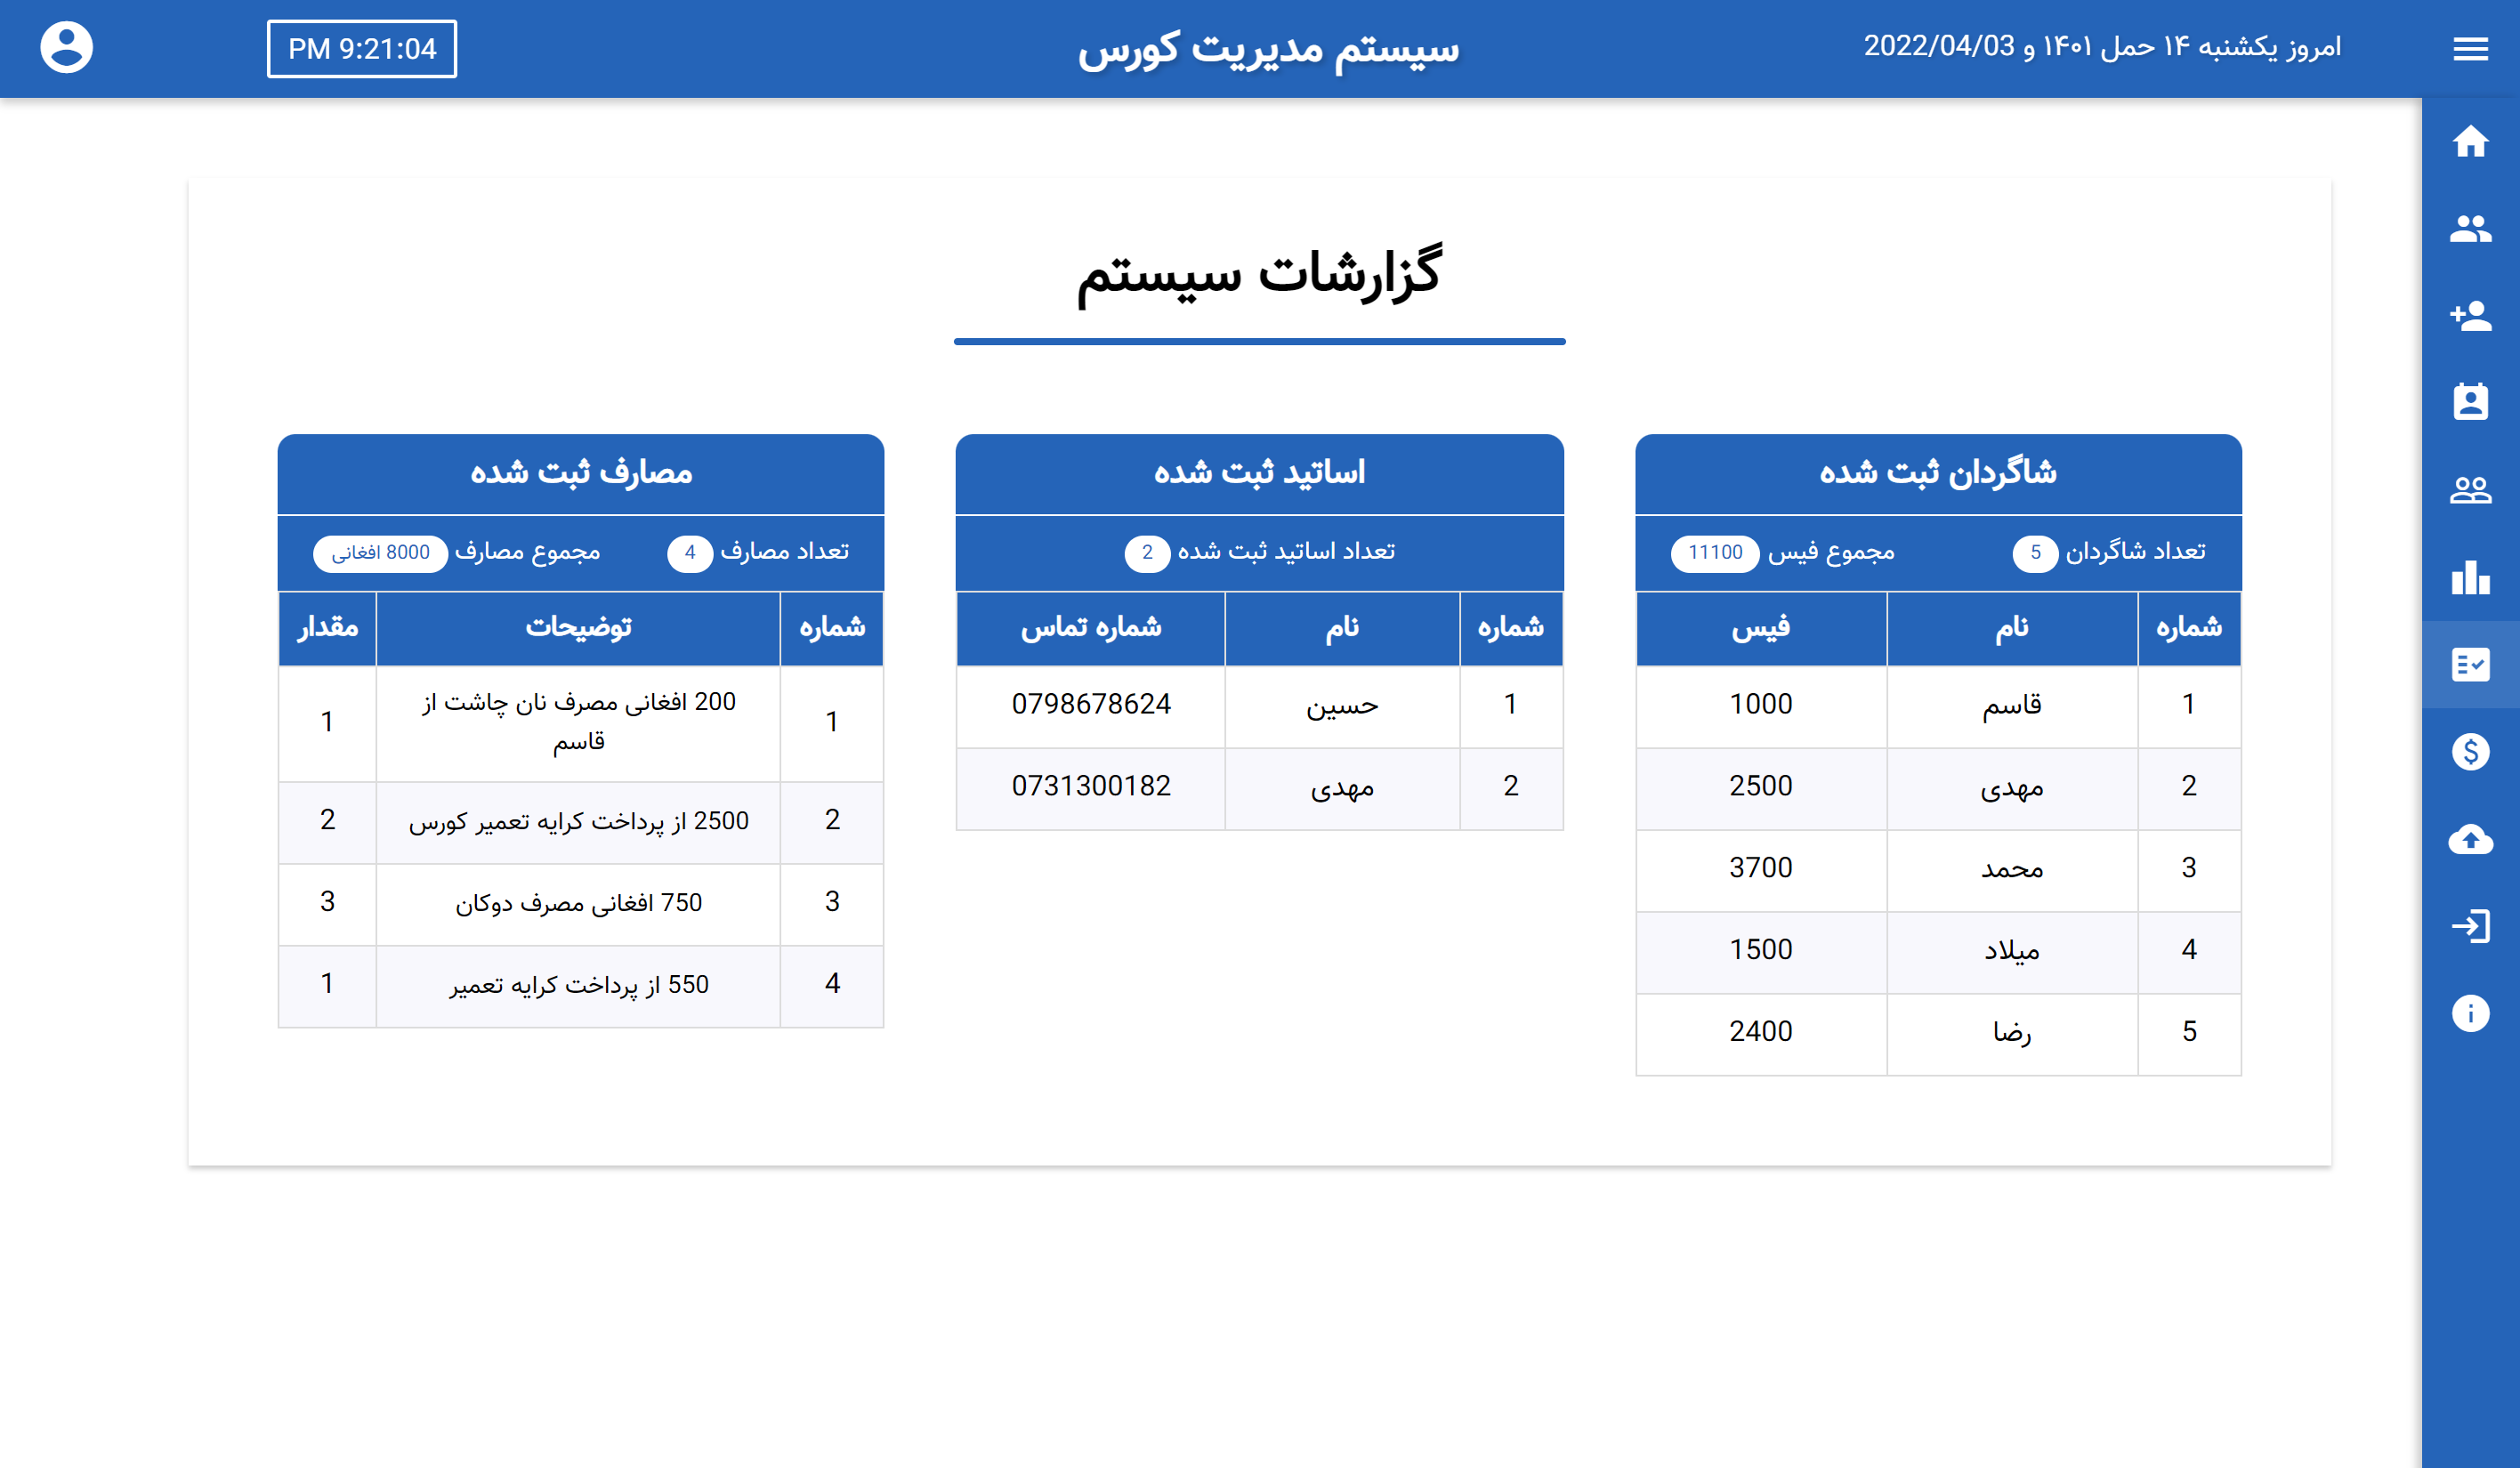 امروز یکشنبه ۱۴ حمل ۱۴۰۱ و 2022/04/03
سیستم مدیریت کورس
PM 9:21:04
گزارشات سیستم
شاگردان ثبت شده
تعداد شاگردان 5 مجموع فیس 11100
شماره نام فیس
1 قاسم 1000
2 مهدی 2500
3 محمد 3700
4 میلاد 1500
5 رضا 2400
اساتید ثبت شده
تعداد اساتید ثبت شده 2
شماره نام شماره تماس
1 حسین 0798678624
2 مهدی 0731300182
مصارف ثبت شده
تعداد مصارف 4 مجموع مصارف 8000 افغانی
شماره توضیحات مقدار
1 200 افغانی مصرف نان چاشت از 1
قاسم
2 2500 از پرداخت کرایه تعمیر کورس 2
3 750 افغانی مصرف دوکان 3
4 550 از پرداخت کرایه تعمیر 1